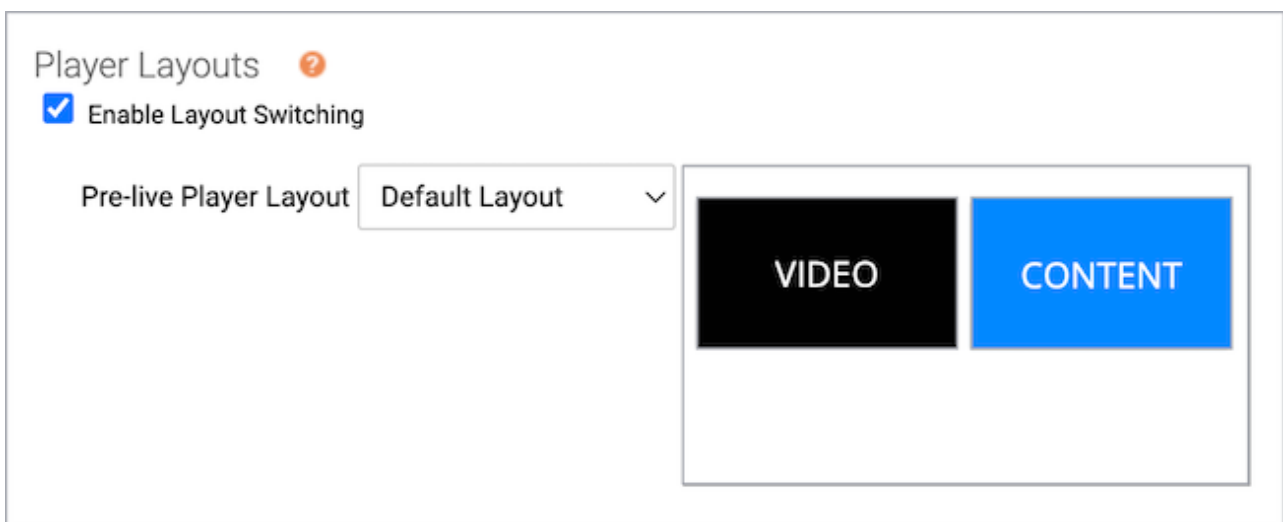 Player Layouts ?
Enable Layout Switching
Pre-live Player Layout Default Layout
VIDEO CONTENT